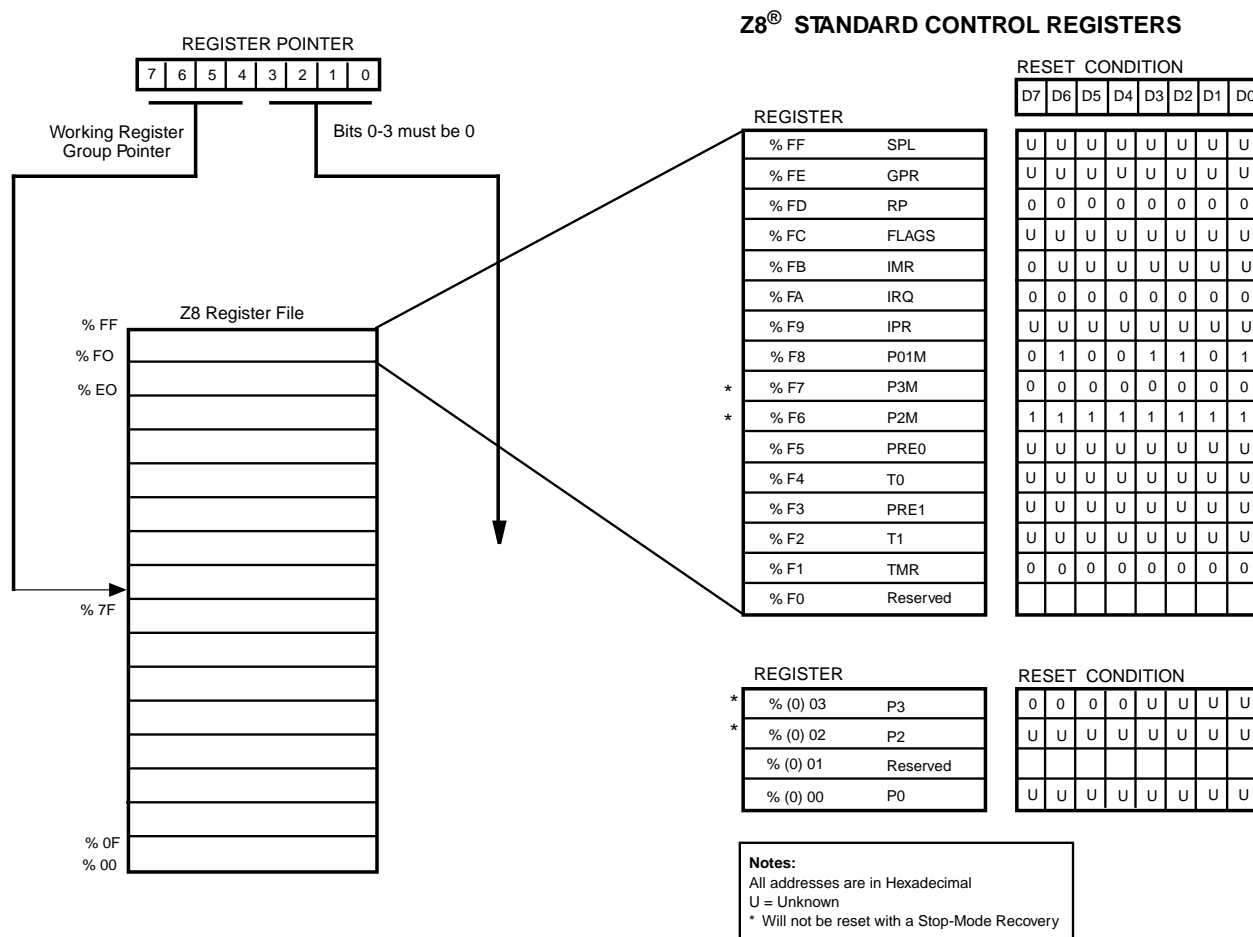 Z8® STANDARD CONTROL REGISTERS
REGISTER POINTER
7 6 5 4 3 2 1 0
Working Register
Group Pointer
Bits 0-3 must be 0
Z8 Register File
% FF
% FO
% EO
% 7F
% 0F
% 00
RESET CONDITION
D7 D6 D5 D4 D3 D2 D1 D0
REGISTER
% FF SPL U U U U U U U U
% FE GPR U U U U U U U U
% FD RP 0 0 0 0 0 0 0 0
% FC FLAGS U U U U U U U U
% FB IMR 0 U U U U U U U
% FA IRQ 0 0 0 0 0 0 0 0
% F9 IPR U U U U U U U U
% F8 P01M 0 1 0 0 1 1 0 1
* % F7 P3M 0 0 0 0 0 0 0 0
* % F6 P2M 1 1 1 1 1 1 1 1
% F5 PRE0 U U U U U U U U
% F4 T0 U U U U U U U U
% F3 PRE1 U U U U U U U U
% F2 T1 U U U U U U U U
% F1 TMR 0 0 0 0 0 0 0 0
% F0 Reserved
REGISTER RESET CONDITION
* % (0) 03 P3 0 0 0 0 U U U U
* % (0) 02 P2 U U U U U U U U
% (0) 01 Reserved
% (0) 00 P0 U U U U U U U U
Notes:
All addresses are in Hexadecimal
U = Unknown
* Will not be reset with a Stop-Mode Recovery